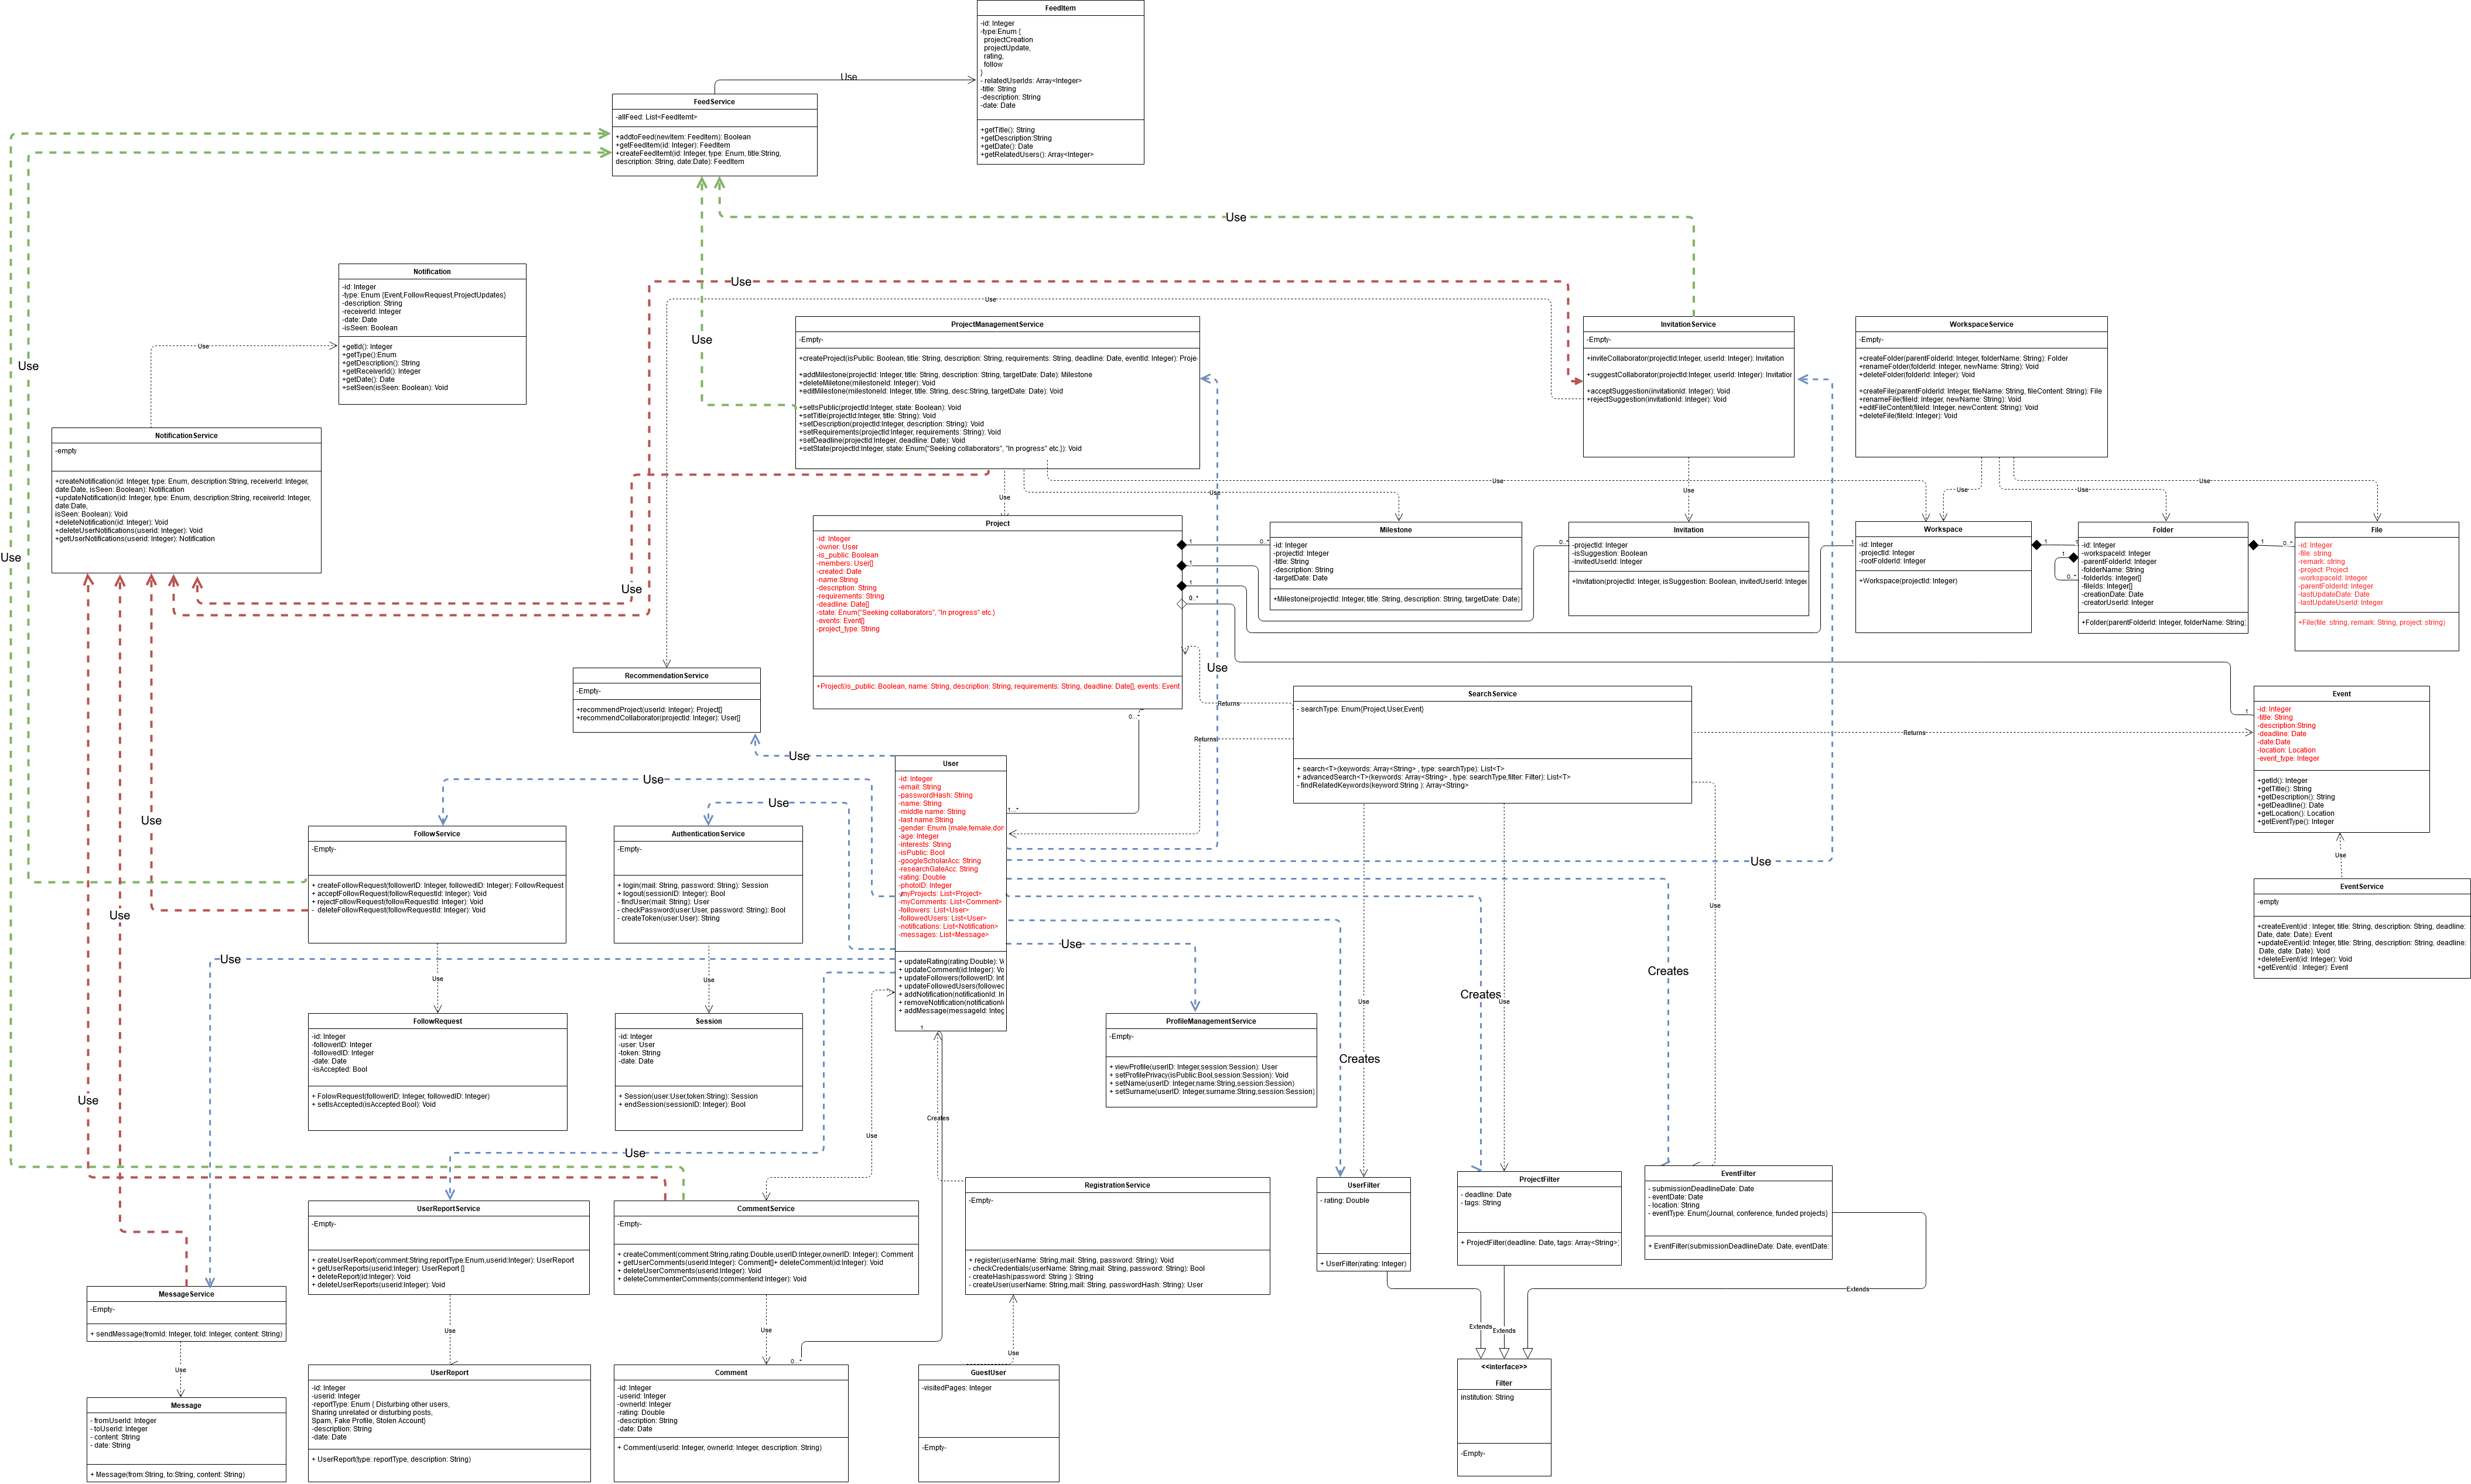 FeedItem
-id: Integer
-type:Enum {
projectCreation
projectUpdate,
rating,
follow
}
- relatedUserIds: Array<Integer>
-title: String
-description: String
-date: Date
+getTitle(): String
+getDescription:String
+getDate(): Date
+getRelatedUsers(): Array<Integer>
Use
FeedService
-allFeed: List<FeedItemt>
+addtoFeed(newItem: FeedItem): Boolean
+getFeedItem(id: Integer): FeedItem
+createFeedItemt(id: Integer, type: Enum, title:String,
description: String, date:Date): FeedItem
Use
Notification
-id: Integer
-type: Enum {Event,FollowRequest,ProjectUpdates}
-description: String
-receiverId: Integer
-date: Date
-isSeen: Boolean
+getId(): Integer
+getType():Enum
+getDescription(): String
+getReceiverId(): Integer
+getDate(): Date
+setSeen(isSeen: Boolean): Void
Use
Use
Use
Use
Use
ProjectManagementService
-Empty-
+createProject(isPublic: Boolean, title: String, description: String, requirements: String, deadline: Date, eventId: Integer): Proje
+addMilestone(projectId: Integer, title: String, description: String, targetDate: Date): Milestone
+deleteMiletone(milestoneId: Integer): Void
+editMilestone(milestoneId: Integer, title: String, desc:String, targetDate: Date): Void
+setIsPublic(projectId:Integer, state: Boolean): Void
+setTitle(projectId:Integer, title: String): Void
+setDescription(projectId:Integer, description: String): Void
+setRequirements(projectId:Integer, requirements: String): Void
+setDeadline(projectId:Integer, deadline: Date): Void
+setState(projectId:Integer, state: Enum{"Seeking collaborators", "In progress" etc.}): Void
InvitationService
-Empty-
+inviteCollaborator(projectId:Integer, userId: Integer): Invitation
+suggestCollaborator(projectId:Integer, userId: Integer): Invitation
+acceptSuggestion(invitationId: Integer): Void
+rejectSuggestion(invitationId: Integer): Void
WorkspaceService
-Empty-
+createFolder(parentFolderId: Integer, folderName: String): Folder
+renameFolder(folderId: Integer, newName: String): Void
+deleteFolder(folderId: Integer): Void
+createFile(parentFolderId: Integer, fileName: String, fileContent: String): File
+renameFile(fileId: Integer, newName: String): Void
+editFileContent(fileId: Integer, newContent: String): Void
+deleteFile(fileId: Integer): Void
NotificationService
-empty
+createNotification(id: Integer, type: Enum, description:String, receiverId: Integer,
date:Date, isSeen: Boolean): Notification
+updateNotification(id: Integer, type: Enum, description:String, receiverId: Integer,
date:Date,
isSeen: Boolean): Void
+deleteNotification(id: Integer): Void
+deleteUserNotifications(userid: Integer): Void
+getUserNotifications(userid: Integer): Notification
Use
Use
Use
Use
Use
Use
Use
Use
Use
Project
-id: Integer
-owner: User
-is_public: Boolean
-members: User[]
-created: Date
-name:String
-description: String
-requirements: String
-deadline: Date[]
-state: Enum{"Seeking collaborators", "In progress" etc.}
-events: Event[]
-project_type: String
+Project(is_public: Boolean, name: String, description: String, requirements: String, deadline: Date[], events: Event
1
0...*
1
0...*
1
1
0..*
Milestone
-id: Integer
-projectId: Integer
-title: String
-description: String
-targetDate: Date
+Milestone(projectId: Integer, title: String, description: String, targetDate: Date)
Invitation
-projectId: Integer
-isSuggestion: Boolean
-invitedUserId: Integer
+Invitation(projectId: Integer, isSuggestion: Boolean, invitedUserId: Integer
Workspace
-id: Integer
-projectId: Integer
-rootFolderId: Integer
+Workspace(projectId: Integer)
1
1
Folder
-id: Integer
-workspaceId: Integer
-parentFolderId: Integer
-folderName: String
-folderIds: Integer[]
-fileIds: Integer[]
-creationDate: Date
-creatorUserId: Integer
+Folder(parentFolderId: Integer, folderName: String)
1
0...*
1
0...*
File
-id: Integer
-file: string
-remark: string
-project: Project
-workspaceId: Integer
-parentFolderId: Integer
-lastUpdateDate: Date
-lastUpdateUserId: Integer
+File(file: string, remark: String, project: string)
RecommendationService
-Empty-
+recommendProject(userId: Integer): Project[]
+recommendCollaborator(projectId: Integer): User[]
Use
0...*
Use
Returns
Returns
SearchService
- searchType: Enum{Project,User,Event}
+ search<T>(keywords: Array<String> , type: searchType): List<T>
+ advancedSearch<T>(keywords: Array<String> , type: searchType,filter: Filter): List<T>
- findRelatedKeywords(keyword:String ): Array<String>
Returns
1
Event
-id: Integer
-title: String
-description:String
-deadline: Date
-date:Date
-location: Location
-event_type: Integer
+getId(): Integer
+getTitle(): String
+getDescription(): String
+getDeadline(): Date
+getLocation(): Location
+getEventType(): Integer
Use
EventService
-empty
+createEvent(id : Integer, title: String, description: String, deadline:
Date, date: Date): Event
+updateEvent(id: Integer, title: String, description: String, deadline:
Date, date: Date): Void
+deleteEvent(id: Integer): Void
+getEvent(id : Integer): Event
User
-id: Integer
-email: String
-passwordHash: String
-name: String
-middle name: String
-last name:String
-gender: Enum {male,female,don
-age: Integer
-interests: String
-isPublic: Bool
-googleScholarAcc: String
-researchGateAcc: String
-rating: Double
-photoID: Integer
-myProjects: List<Project>
-myComments: List<Comment>
-followers: List<User>
-followedUsers: List<User>
-notifications: List<Notification>
-messages: List<Message>
+ updateRating(rating:Double): V
+ updateComment(id:Integer): Vo
+ updateFollowers(followerID: Int
+ updateFollowedUsers(followed
+ addNotification(notificationId: In
+ removeNotification(notificationI
+ addMessage(messageId: Integ
1...*
1
Use
Use
Use
Use
Use
Use
Use
FollowService
-Empty-
+ createFollowRequest(followerID: Integer, followedID: Integer): FollowRequest
+ acceptFollowRequest(followRequestId: Integer): Void
+ rejectFollowRequest(followRequestId: Integer): Void
- deleteFollowRequest(followRequestId: Integer): Void
AuthenticationService
-Empty-
+ login(mail: String, password: String): Session
+ logout(sessionID: Integer): Bool
- findUser(mail: String): User
- checkPassword(user:User, password: String): Bool
- createToken(user:User): String
Use
Use
Use
FollowRequest
-id: Integer
-followerID: Integer
-followedID: Integer
-date: Date
-isAccepted: Bool
+ FolowRequest(followerID: Integer, followedID: Integer)
+ setIsAccepted(isAccepted:Bool): Void
Session
-id: Integer
-user: User
-token: String
-date: Date
+ Session(user:User,token:String): Session
+ endSession(sessionID: Integer): Bool
ProfileManagementService
-Empty-
+ viewProfile(userID: Integer,session:Session): User
+ setProfilePrivacy(isPublic:Bool,session:Session): Void
+ setName(userID: Integer,name:String,session:Session)
+ setSurname(userID: Integer,surname:String,session:Session)
Use
Use
Creates
Creates
Use
Creates
Use
Use
Creates
Use
Use
UserReportService
-Empty-
+ createUserReport(comment:String,reportType:Enum,userid:Integer): UserReport
+ getUserReports(userid:Integer): UserReport []
+ deleteReport(id:Integer): Void
+ deleteUserReports(userid:Integer): Void
CommentService
-Empty-
+ createComment(comment:String,rating:Double,userID:Integer,ownerID: Integer): Comment
+ getUserComments(userid:Integer): Comment[]+ deleteComment(id:Integer): Void
+ deleteUserComments(userid:Integer): Void
+ deleteCommenterComments(commenterid:Integer): Void
RegistrationService
-Empty-
+ register(userName: String,mail: String, password: String): Void
- checkCredentials(userName: String,mail: String, password: String): Bool
- createHash(password: String ): String
- createUser(userName: String,mail: String, passwordHash: String): User
UserFilter
- rating: Double
+ UserFilter(rating: Integer)
ProjectFilter
- deadline: Date
- tags: String
+ ProjectFilter(deadline: Date, tags: Array<String>)
EventFilter
- submissionDeadlineDate: Date
- eventDate: Date
- location: String
- eventType: Enum{Journal, conference, funded projects}
+ EventFilter(submissionDeadlineDate: Date, eventDate:
Extends
Extends
Extends
MessageService
-Empty-
+ sendMessage(fromId: Integer, toId: Integer, content: String)
Use
Use
Use
Use
0...*
Message
- fromUserId: Integer
- toUserId: Integer
- content: String
- date: String
+ Message(from:String, to:String, content: String)
UserReport
-id: Integer
-userid: Integer
-reportType: Enum { Disturbing other users,
Sharing unrelated or disturbing posts,
Spam, Fake Profile, Stolen Account}
-description: String
-date: Date
+ UserReport(type: reportType, description: String)
Comment
-id: Integer
-userid: Integer
-ownerId: Integer
-rating: Double
-description: String
-date: Date
+ Comment(userId: Integer, ownerId: Integer, description: String)
GuestUser
-visitedPages: Integer
-Empty-
<<interface>>
Filter
institution: String
-Empty-